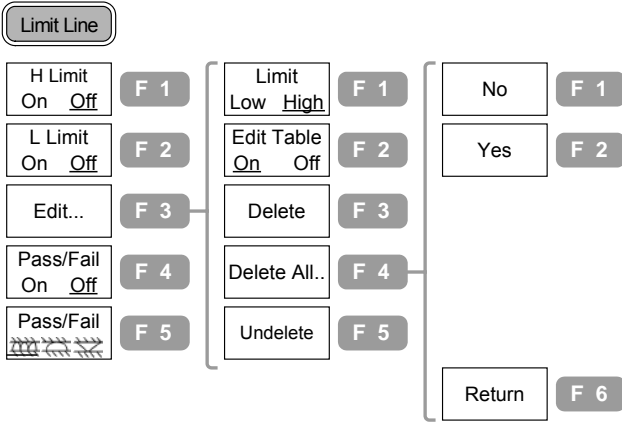 Limit Line
H Limit
On Off
F 1
L Limit
On Off
F 2
Edit...
F 3
Pass/Fail
On Off
F 4
Pass/Fail
F 5
Limit
Low High
F 1
Edit Table
On Off
F 2
Delete
F 3
Delete All..
F 4
Undelete
F 5
No
F 1
Yes
F 2
Return
F 6